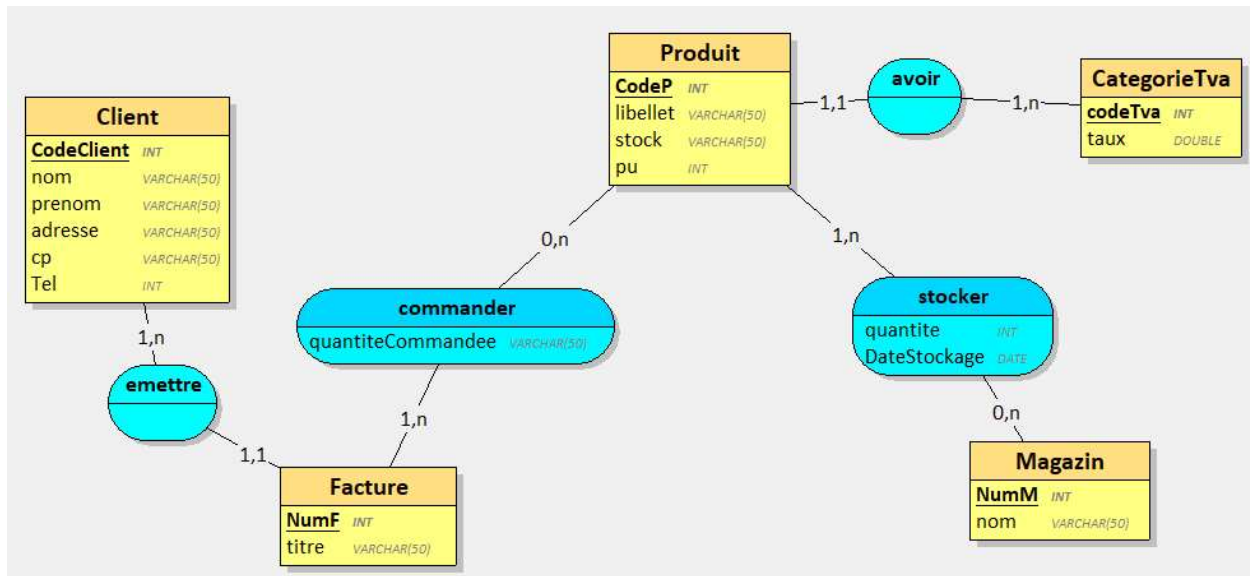 Produit
CodeP INT
libellet VARCHAR(50)
stock VARCHAR(50)
pu INT
1,1
avoir
1,n
CategorieTva
codeTva INT
taux DOUBLE
Client
CodeClient INT
nom VARCHAR(50)
prenom VARCHAR(50)
adresse VARCHAR(50)
cp VARCHAR(50)
Tel INT
0,n
1,n
commander
quantiteCommandee VARCHAR(50)
stocker
quantite INT
DateStockage DATE
1,n
emettre
1,n
0,n
1,1
Facture
NumF INT
titre VARCHAR(50)
Magazin
NumM INT
nom VARCHAR(50)